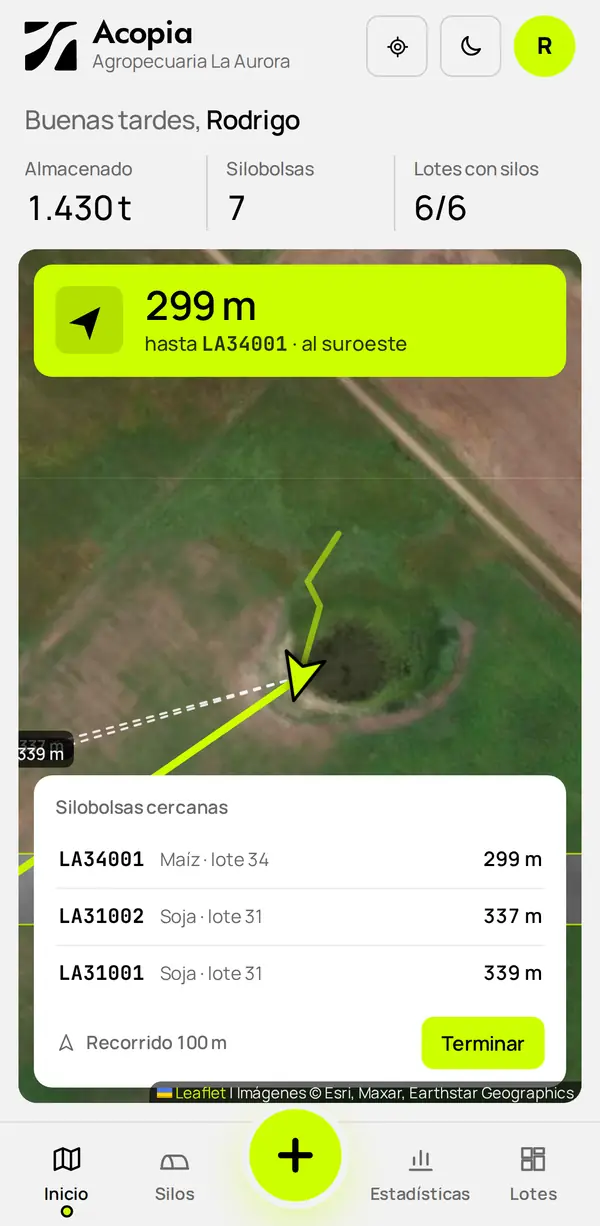 Acopia
Agropecuaria La Aurora
R
Buenas tardes, Rodrigo
Almacenado
Silobolsas
Lotes con silos
1.430 t
7
6/6
299 m
hasta LA34001 · al suroeste
339 m
Silobolsas cercanas
LA34001 Maíz · lote 34 299 m
LA31002 Soja · lote 31 337 m
LA31001 Soja · lote 31 339 m
Recorrido 100 m
Terminar
Leaflet | Imágenes © Esri, Maxar, Earthstar Geographics
Inicio
Silos
Estadísticas
Lotes